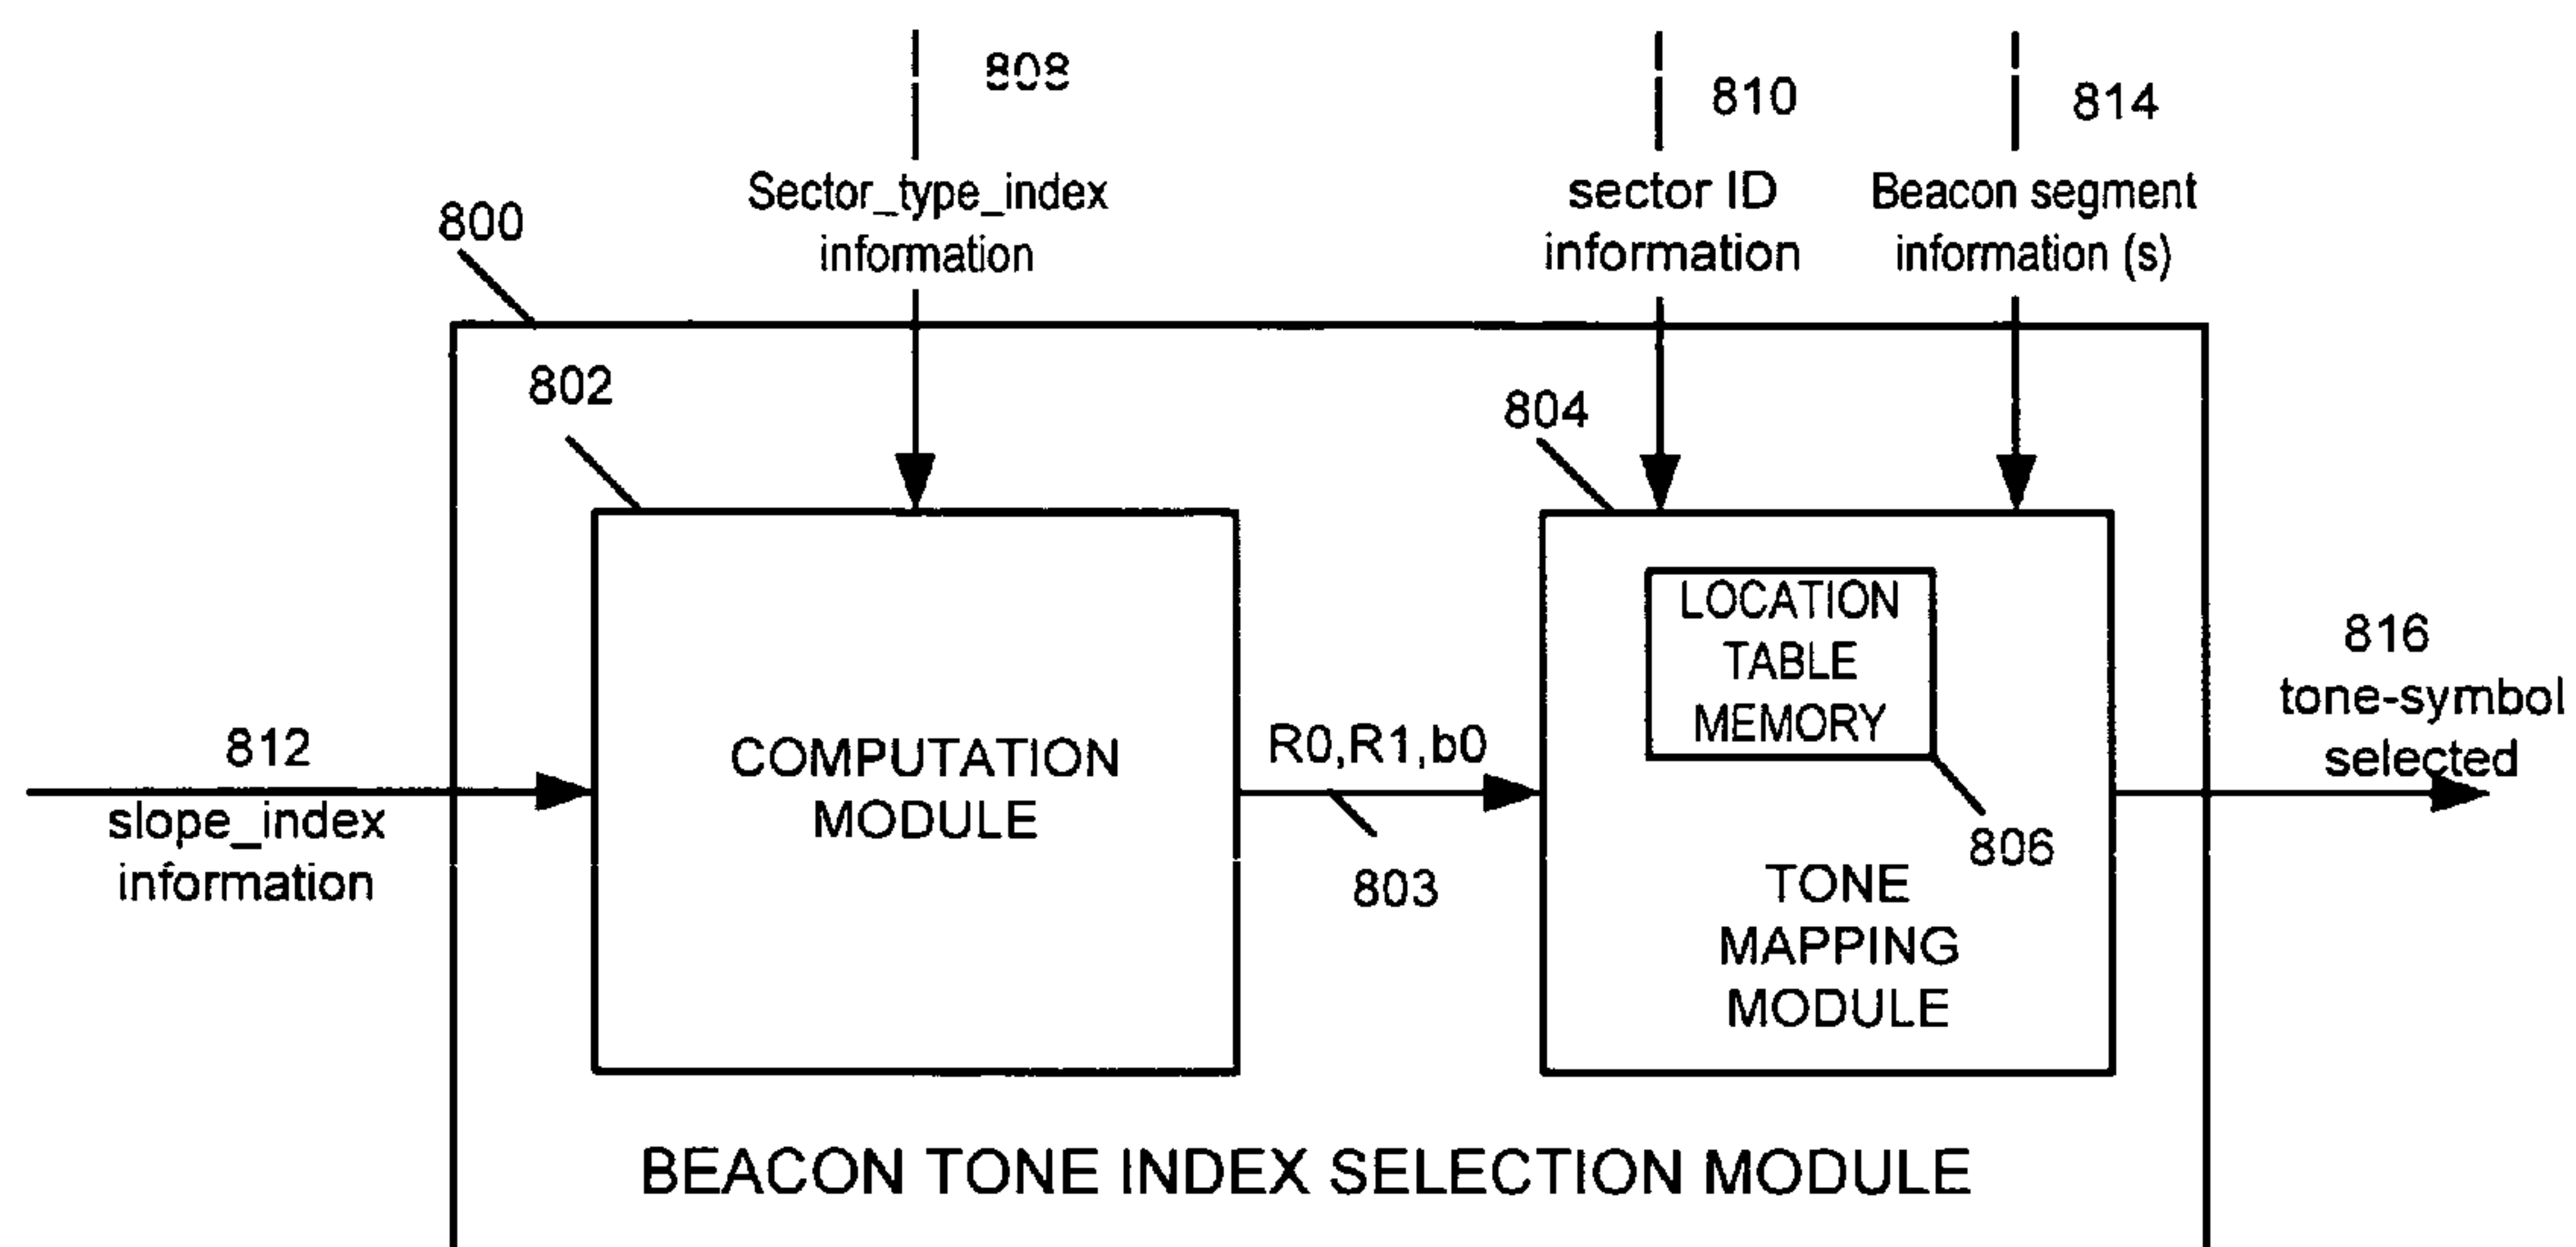 808
810
814
Sector_type_index
information
sector ID
information
Beacon segment
information (s)
800
802
804
LOCATION
TABLE
MEMORY
806
812
slope_index
information
COMPUTATION
MODULE
R0,R1,b0
803
TONE
MAPPING
MODULE
816
tone-symbol
selected
BEACON TONE INDEX SELECTION MODULE